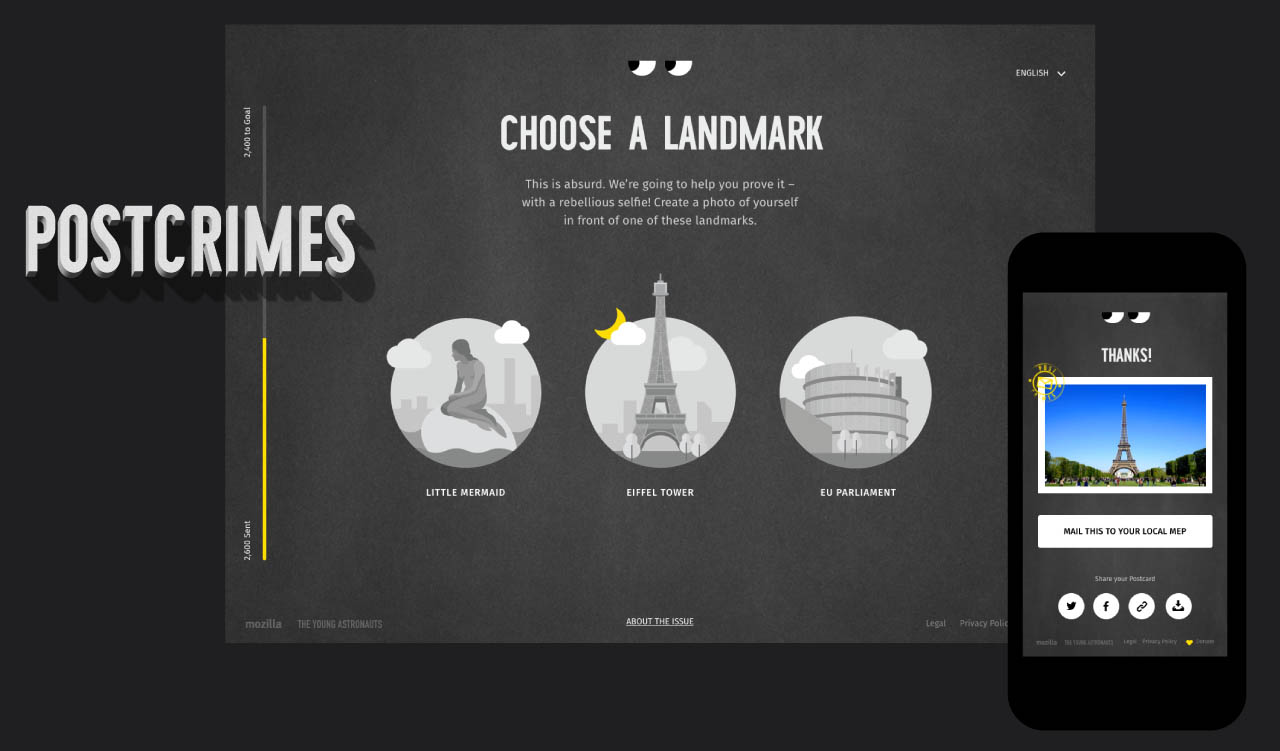 ENGLISH
2,400 to Goal
CHOOSE A LANDMARK
This is absurd. We're going to help you prove it –
with a rebellious selfie! Create a photo of yourself
in front of one of these landmarks.
POSTCRIMES
LITTLE MERMAID
EIFFEL TOWER
EU PARLIAMENT
2,600 Sent
mozilla
THE YOUNG ASTRONAUTS
ABOUT THE ISSUE
Legal
Privacy Polic
THANKS!
MAIL THIS TO YOUR LOCAL MEP
Share your Postcard
mozilla
THE YOUNG ASTRONAUTS
Legal
Privacy Policy
Donate